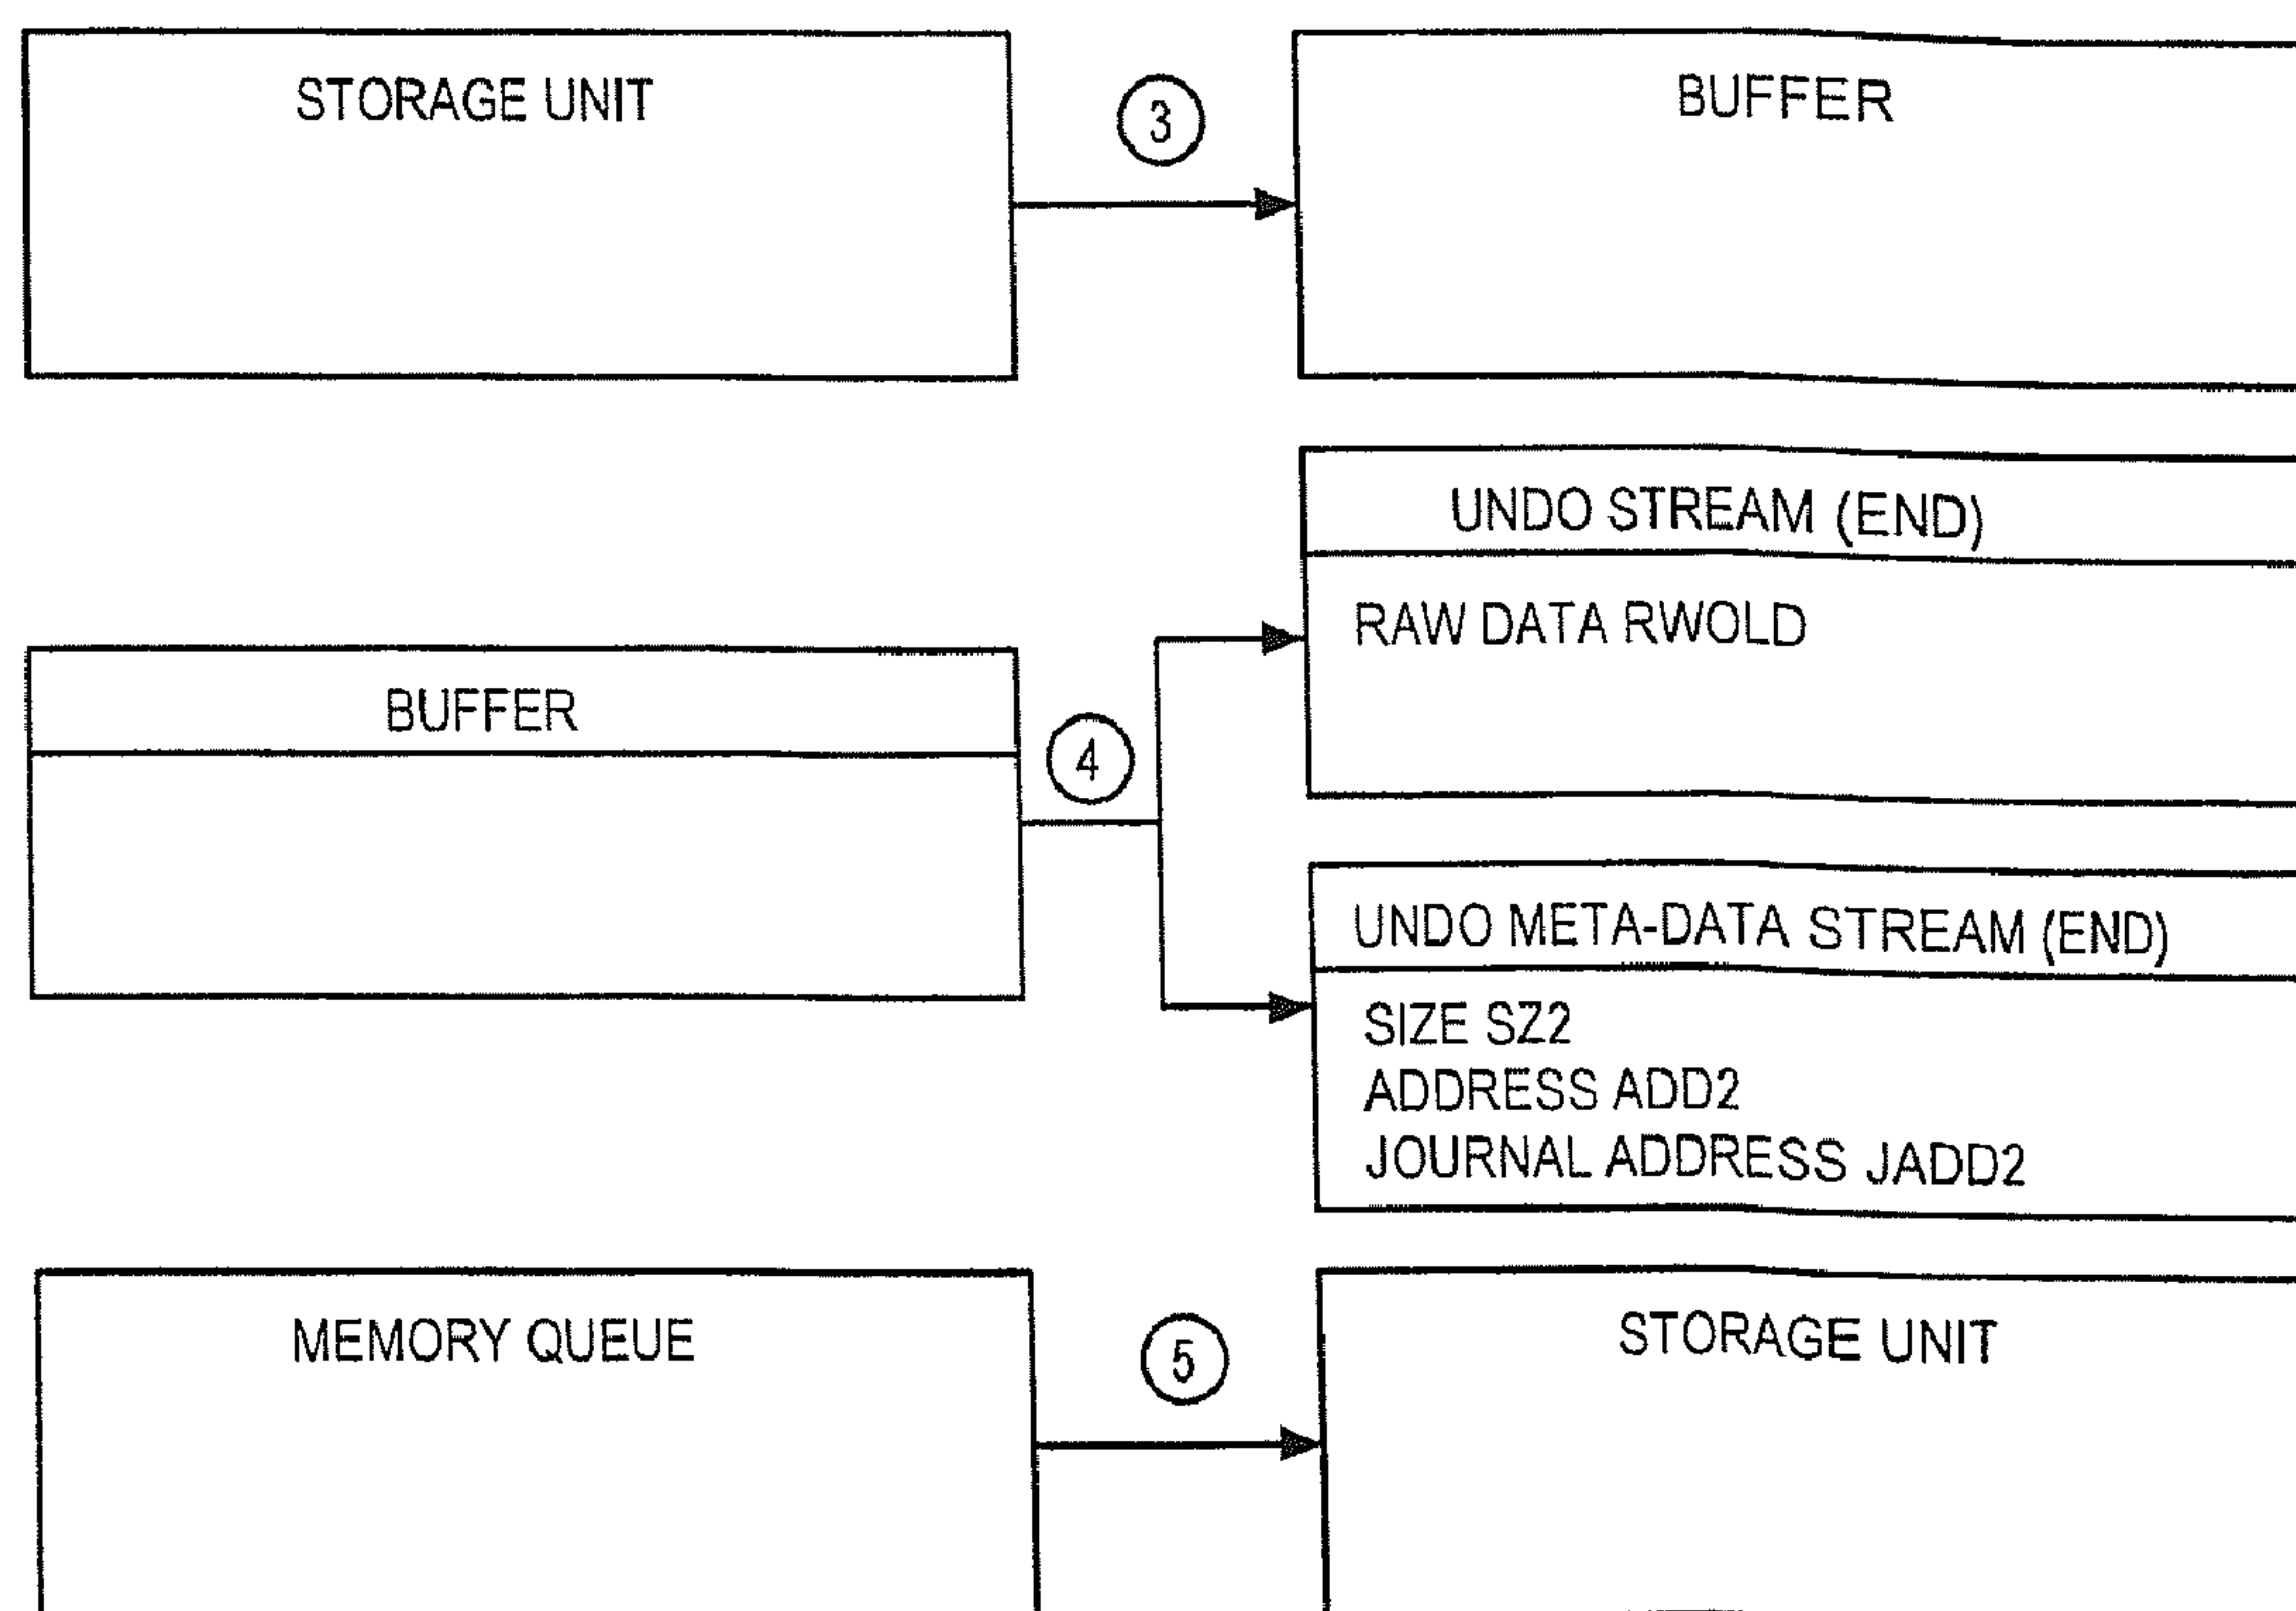 STORAGE UNIT
3
BUFFER
UNDO STREAM (END)
RAW DATA RWOLD
BUFFER
4
UNDO META-DATA STREAM (END)
SIZE SZ2
ADDRESS ADD2
JOURNAL ADDRESS JADD2
MEMORY QUEUE
5
STORAGE UNIT